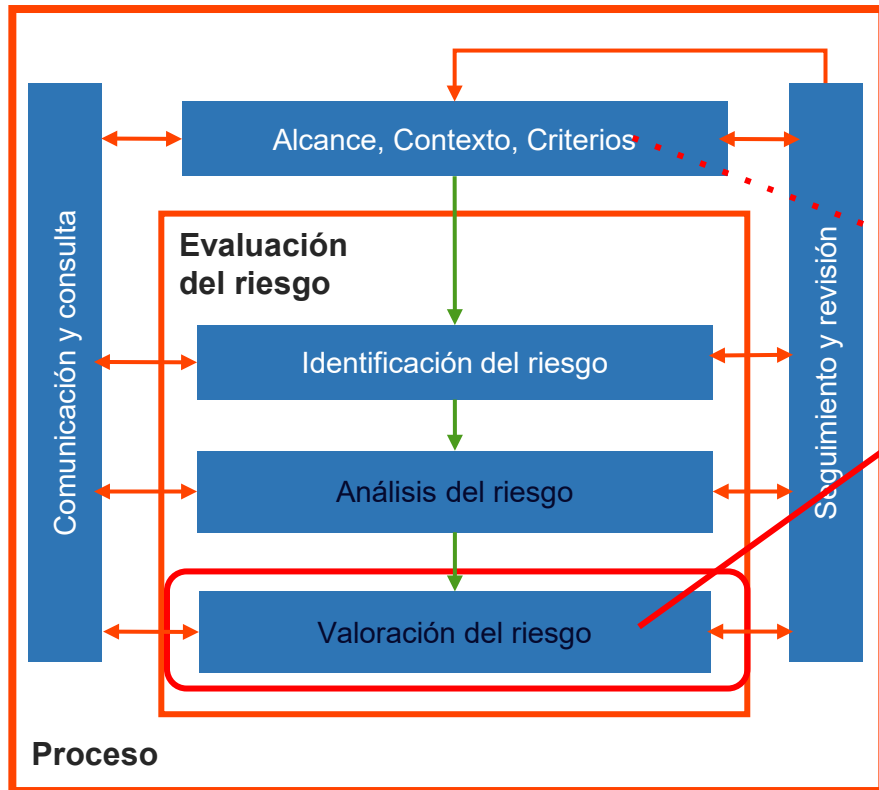 Alcance, Contexto, Criterios
Comunicación y consulta
Evaluación
del riesgo
Identificación del riesgo
Análisis del riesgo
Valoración del riesgo
Seguimiento y revisión
Proceso